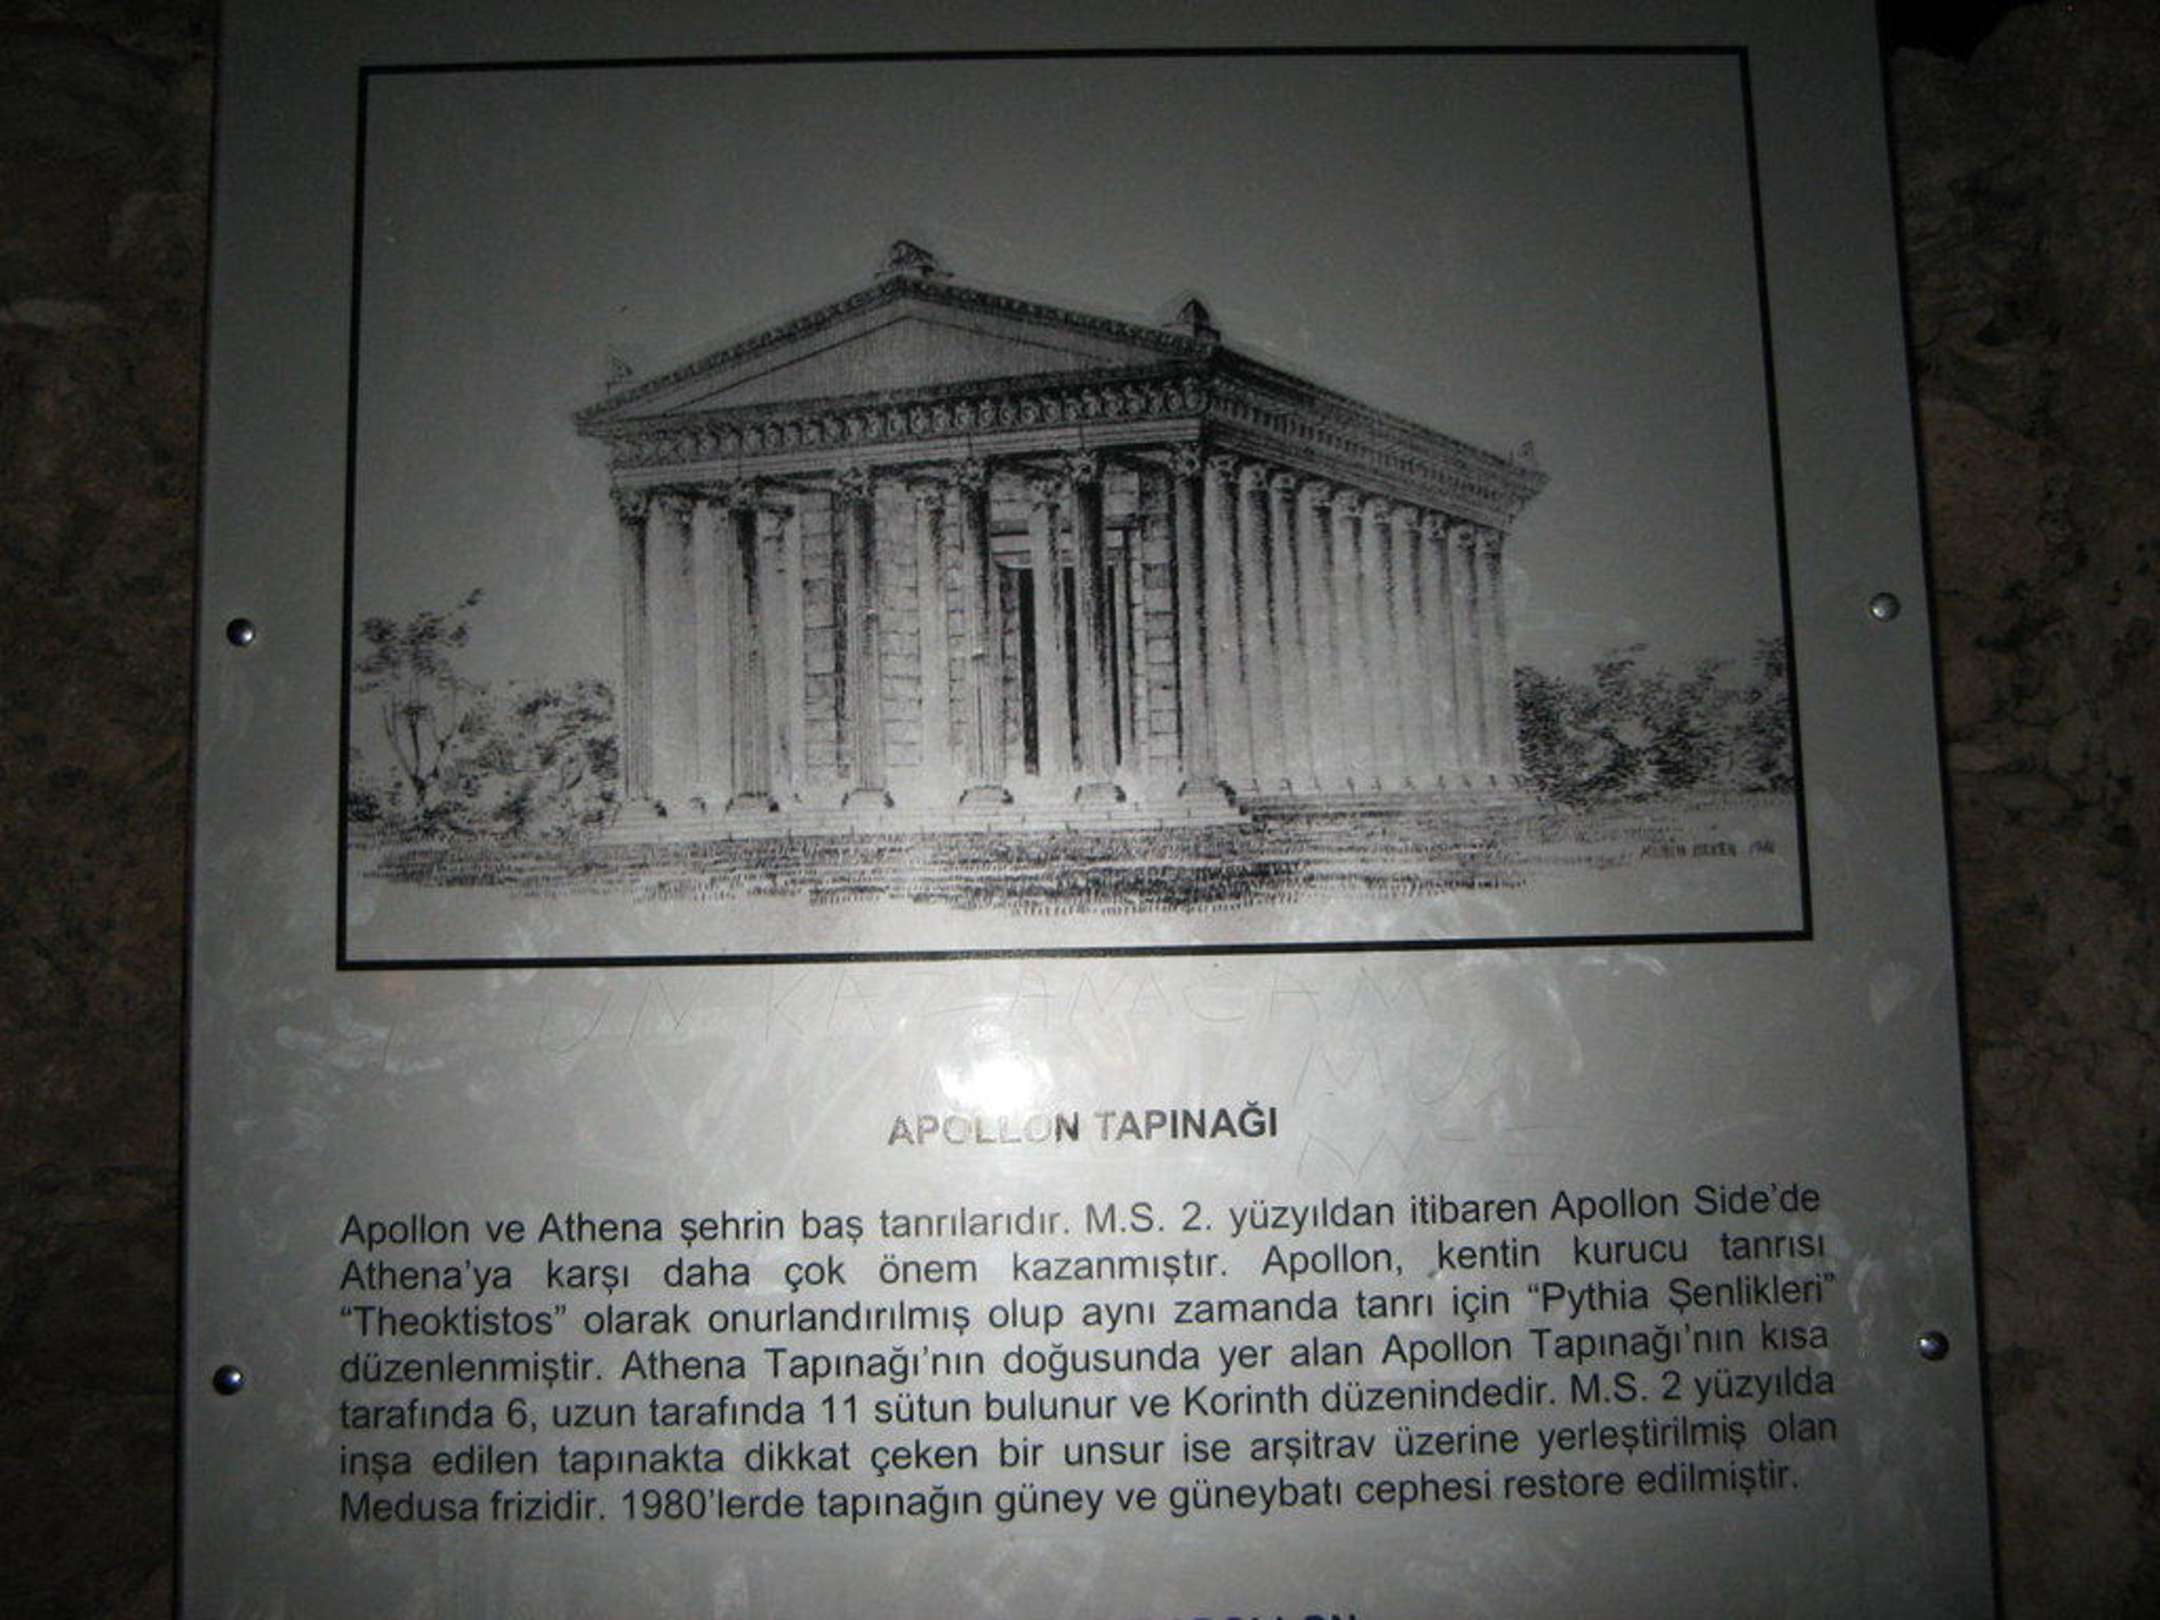 APOLLON TAPINAĞI
Apollon ve Athena şehrin baş tanrılarıdır. M.S. 2. yüzyıldan itibaren Apollon Side'de
Athena'ya karşı daha çok önem kazanmıştır. Apollon, kentin kurucu tanrısı
"Theoktistos" olarak onurlandırılmış olup aynı zamanda tanrı için "Pythia Şenlikleri"
düzenlenmiştir. Athena Tapınağı'nın doğusunda yer alan Apollon Tapınağı'nın kısa
tarafında 6, uzun tarafında 11 sütun bulunur ve Korinth düzenindedir. M.S. 2 yüzyılda
inşa edilen tapınakta dikkat çeken bir unsur ise arşitrav üzerine yerleştirilmiş olan
Medusa frizidir. 1980'lerde tapınağın güney ve güneybatı cephesi restore edilmiştir.